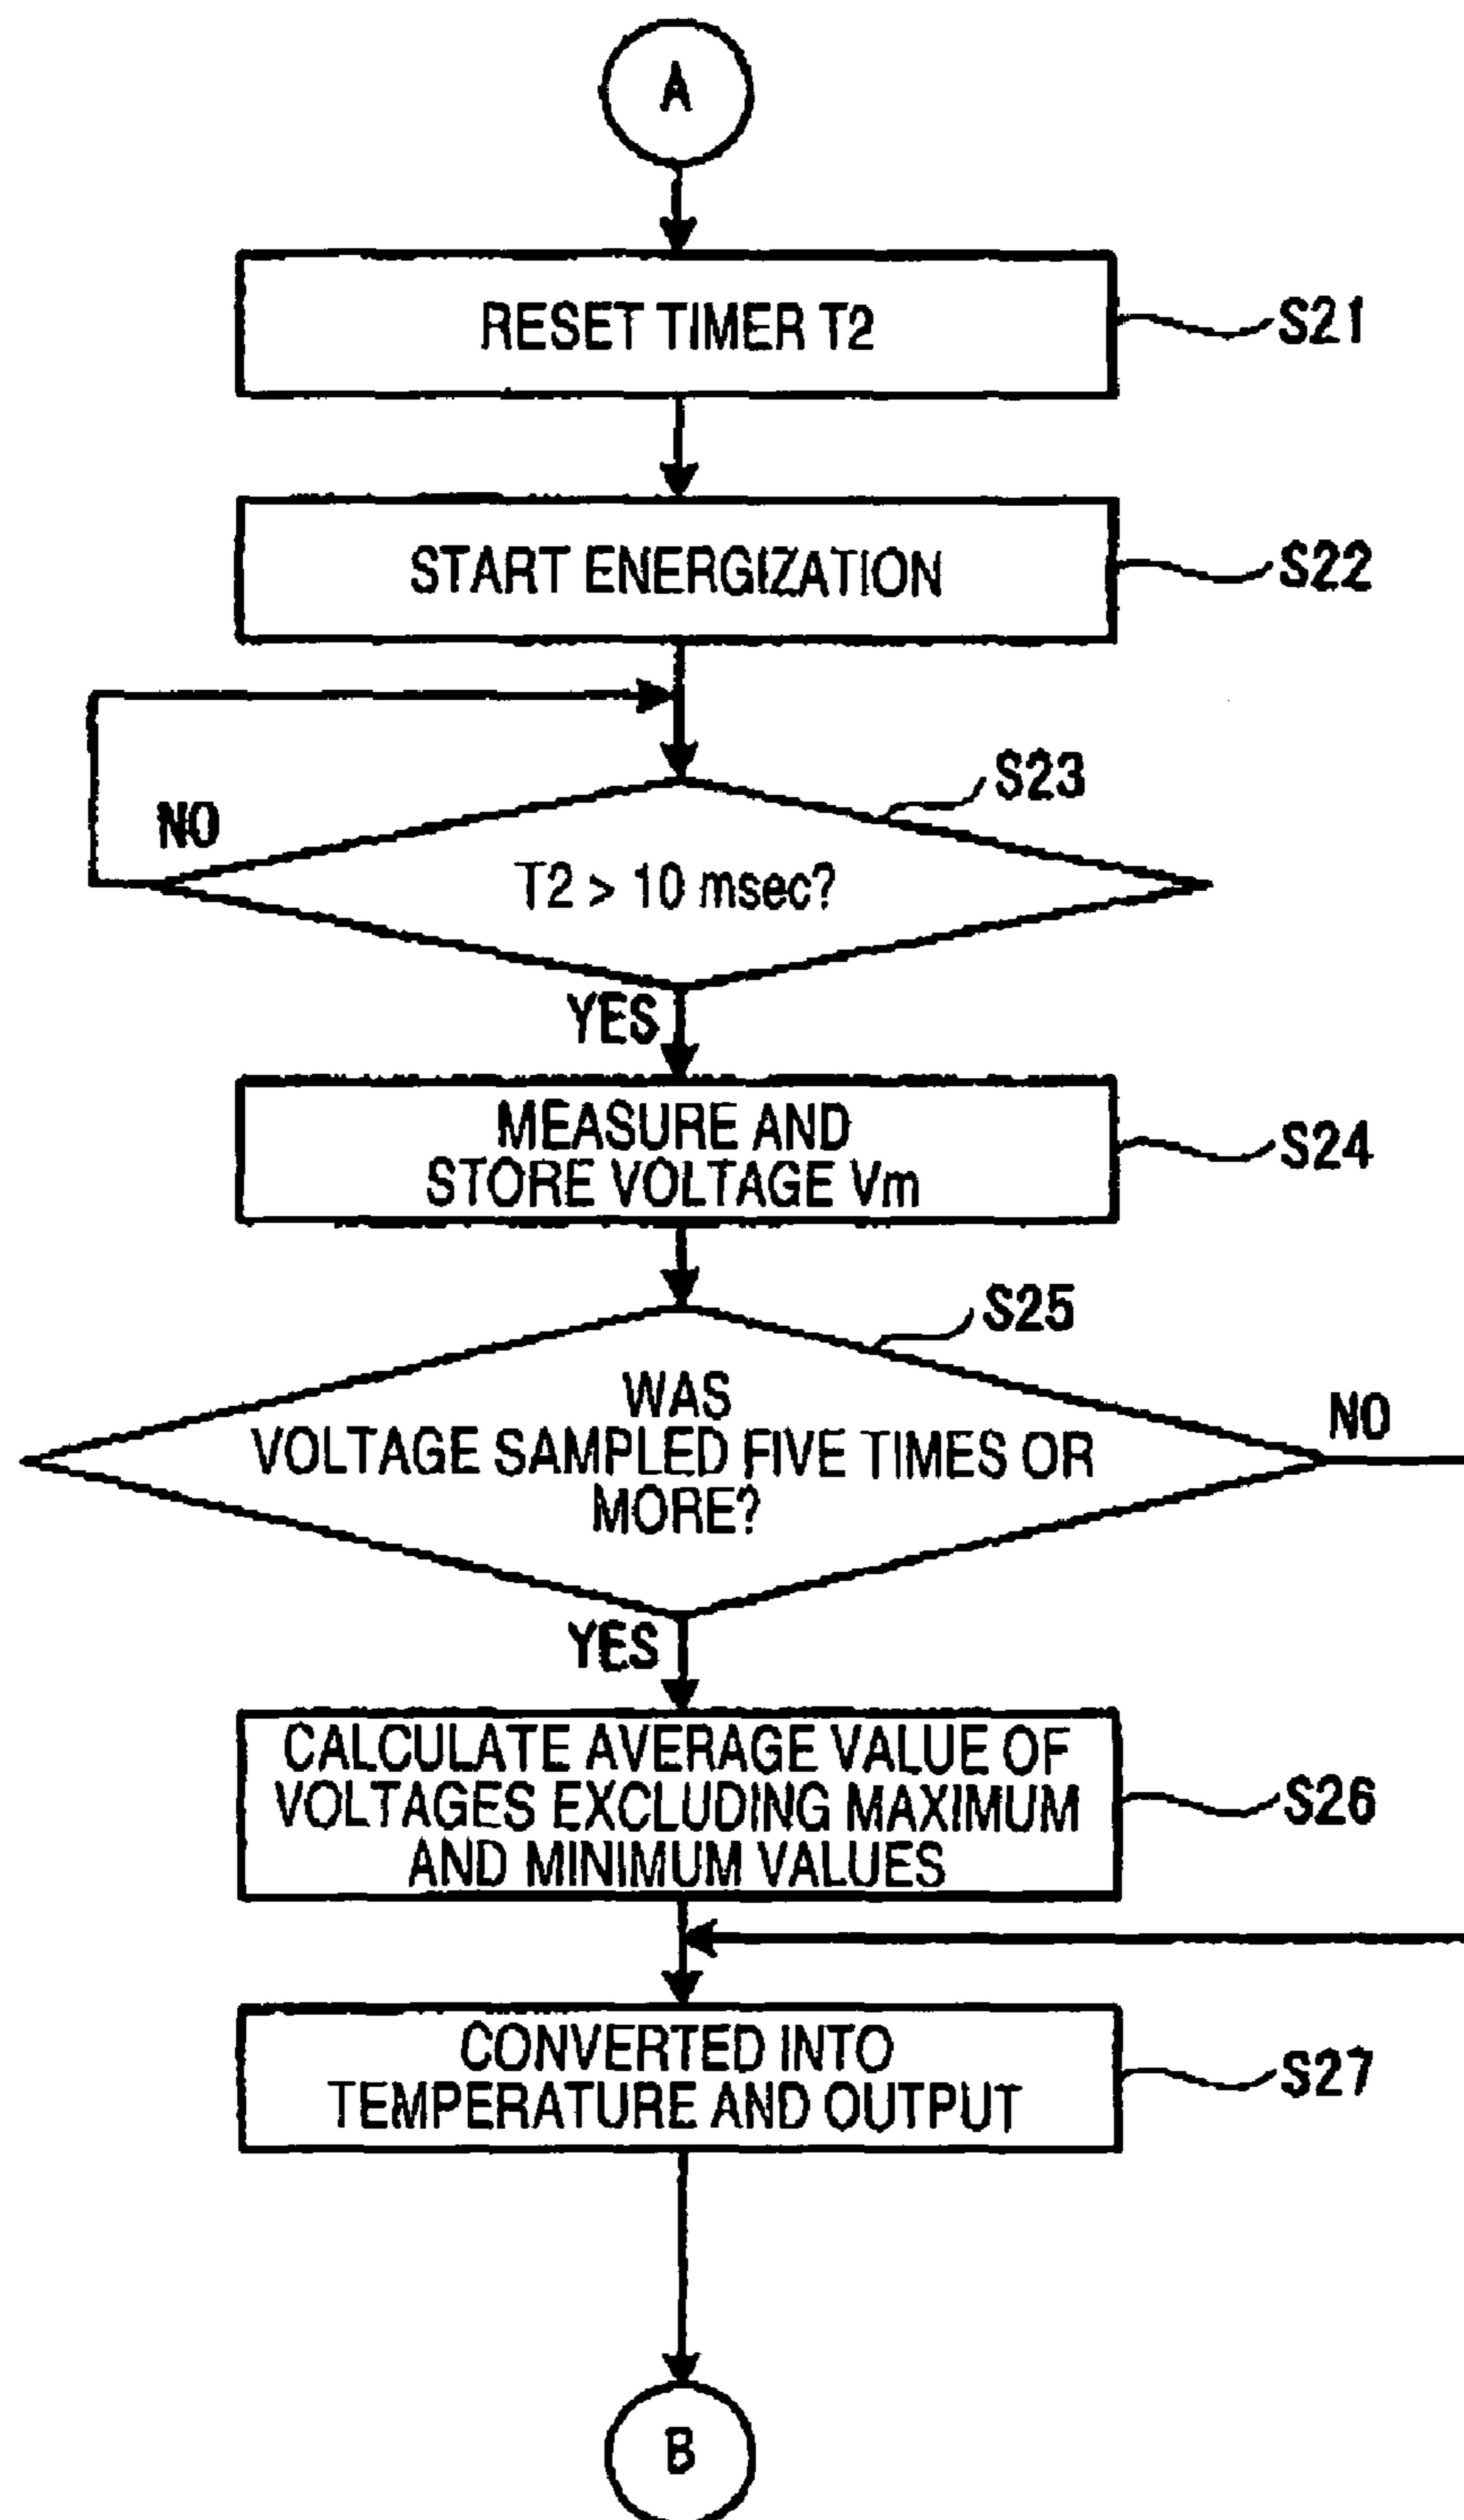 A
RESET TIMER T2
S21
START ENERGIZATION
S22
S23
NO
T2 > 10 msec?
YES
MEASURE AND
STORE VOLTAGE Vm
S24
S25
WAS
VOLTAGE SAMPLED FIVE TIMES OR
MORE?
NO
YES
CALCULATE AVERAGE VALUE OF
VOLTAGES EXCLUDING MAXIMUM
AND MINIMUM VALUES
S26
CONVERTED INTO
TEMPERATURE AND OUTPUT
S27
B